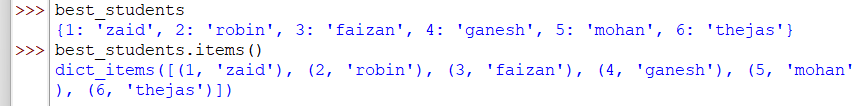 >>> best_students
{1: 'zaid', 2: 'robin', 3: 'faizan', 4: 'ganesh', 5: 'mohan', 6: 'thejas'}
>>> best_students.items()
dict_items([(1, 'zaid'), (2, 'robin'), (3, 'faizan'), (4, 'ganesh'), (5, 'mohan'
), (6, 'thejas')])